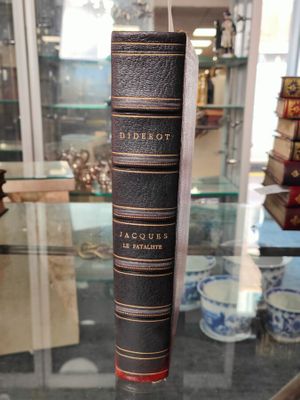 DIDEROT
JACQUES
LE FATALISTE